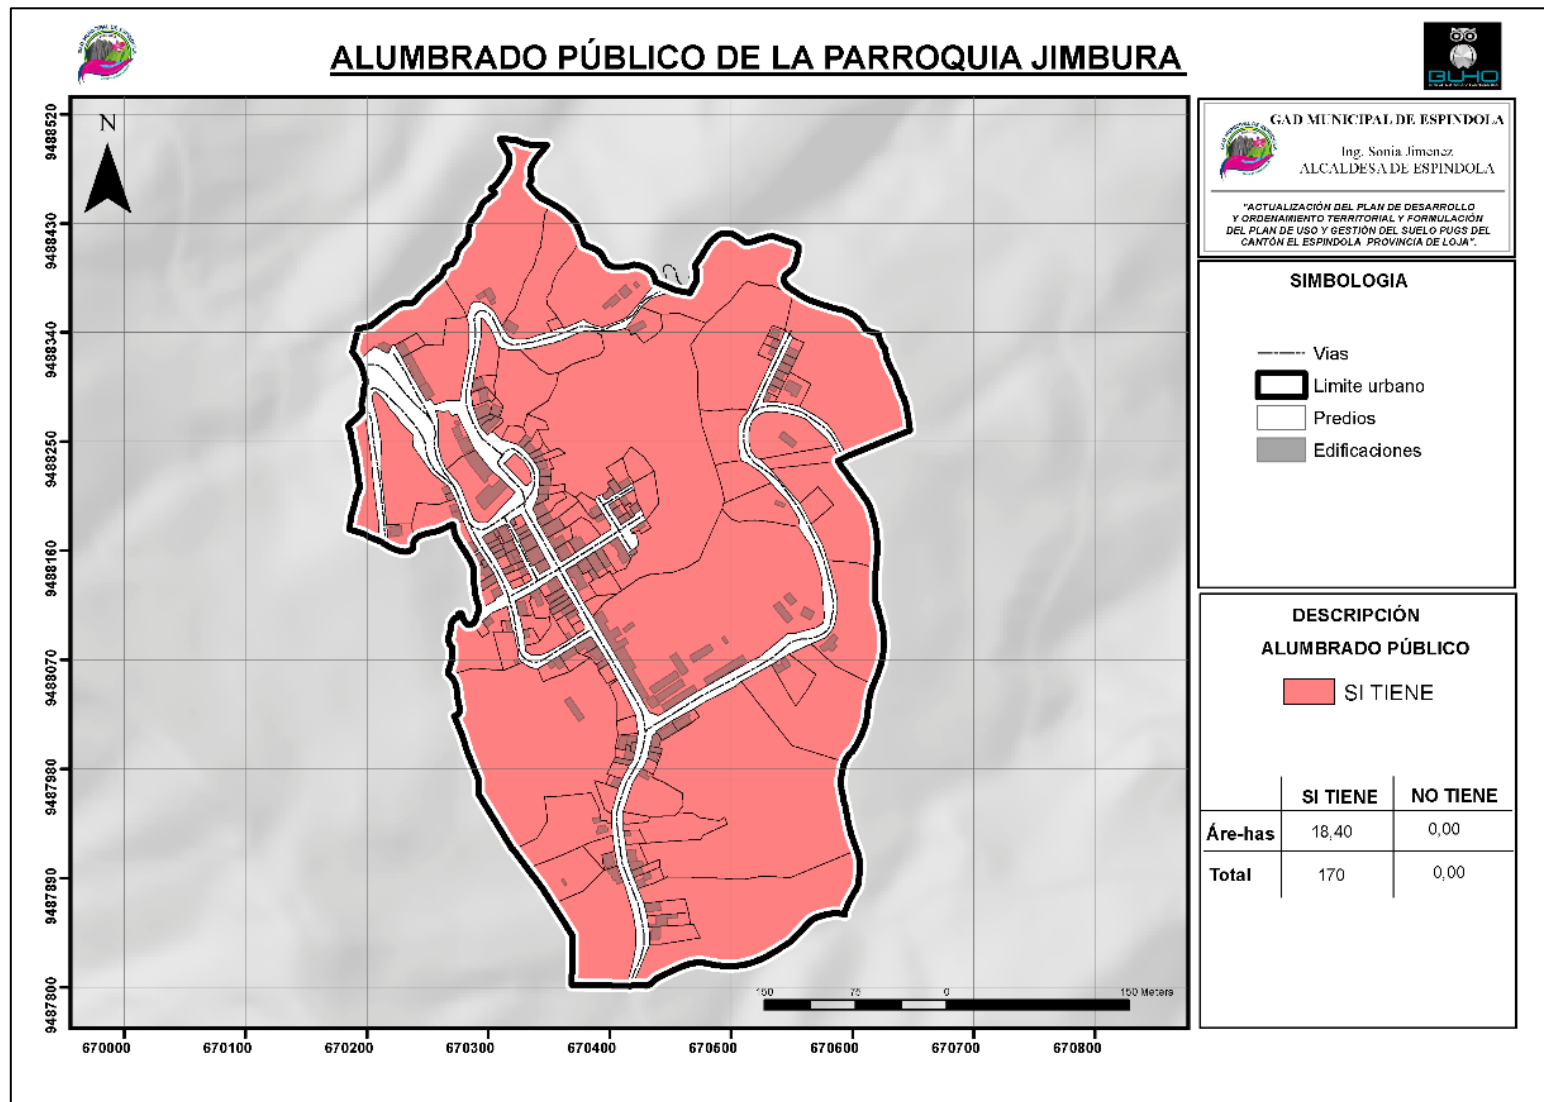 ALUMBRADO PÚBLICO DE LA PARROQUIA JIMBURA
GAD MUNICIPAL DE ESPINDOLA
BUHO
N
GAD MUNICIPAL DE ESPINDOLA
Ing. Sonia Jimenez
ALCALDESA DE ESPINDOLA
"ACTUALIZACIÓN DEL PLAN DE DESARROLLO
Y ORDENAMIENTO TERRITORIAL Y FORMULACIÓN
DEL PLAN DE USO Y GESTIÓN DEL SUELO PUGS DEL
CANTÓN EL ESPINDOLA PROVINCIA DE LOJA".
SIMBOLOGIA
Vias
Limite urbano
Predios
Edificaciones
DESCRIPCIÓN
ALUMBRADO PÚBLICO
SI TIENE
SI TIENE NO TIENE
Áre-has 18,40 0,00
Total 170 0,00
9488520
9488430
9488340
9488250
9488160
9488070
9487980
9487890
9487800
150 75 0 150 Meters
670000 670100 670200 670300 670400 670500 670600 670700 670800